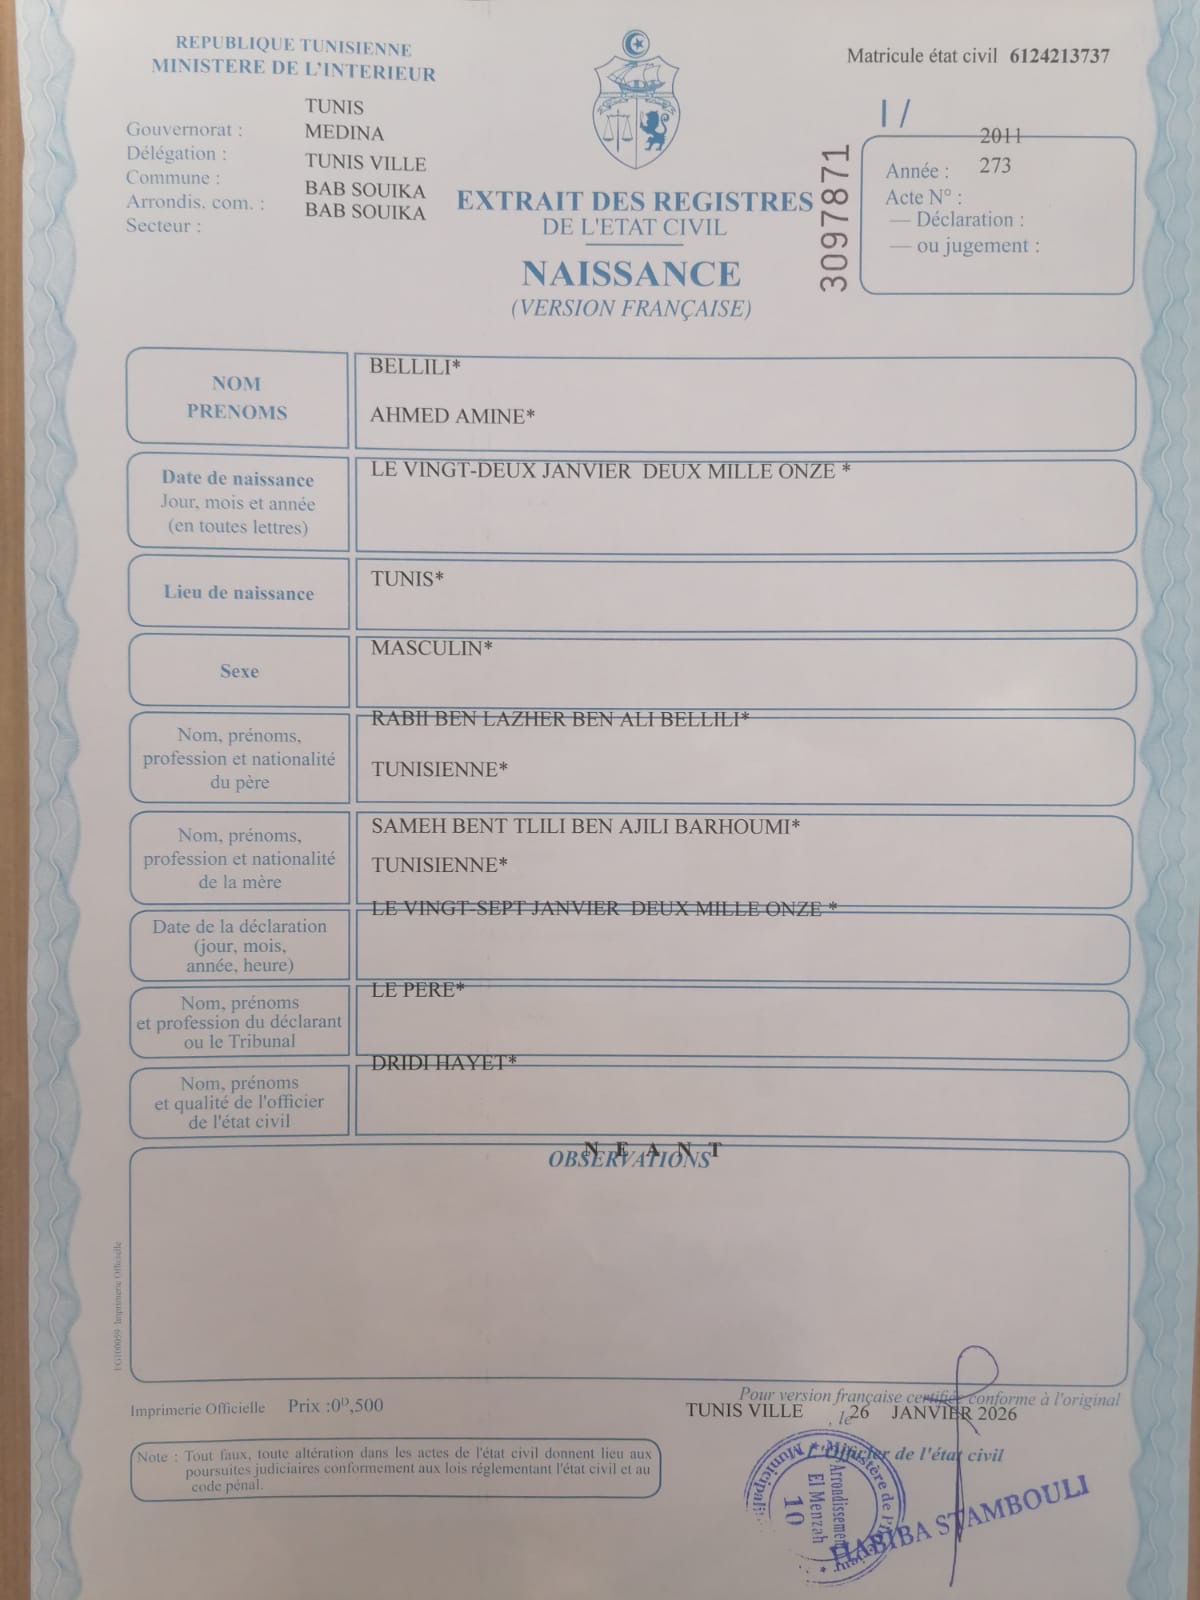 REPUBLIQUE TUNISIENNE
MINISTERE DE L'INTERIEUR
Matricule état civil 6124213737
Gouvernorat : TUNIS
Délégation : MEDINA
Commune : TUNIS VILLE
Arrondis. com. : BAB SOUIKA
Secteur : BAB SOUIKA
EXTRAIT DES REGISTRES
DE L'ETAT CIVIL
NAISSANCE
(VERSION FRANÇAISE)
3097871
1/
Année : 2011
Acte N° : 273
— Déclaration :
— ou jugement :
NOM
PRENOMS
BELLILI*
AHMED AMINE*
Date de naissance
Jour, mois et année
(en toutes lettres)
LE VINGT-DEUX JANVIER DEUX MILLE ONZE *
Lieu de naissance
TUNIS*
Sexe
MASCULIN*
Nom, prénoms,
profession et nationalité
du père
RABII BEN LAZHER BEN ALI BELLILI*
TUNISIENNE*
Nom, prénoms,
profession et nationalité
de la mère
SAMEH BENT TLILI BEN AJILI BARHOUMI*
TUNISIENNE*
Date de la déclaration
(jour, mois,
année, heure)
LE VINGT-SEPT JANVIER DEUX MILLE ONZE *
Nom, prénoms
et profession du déclarant
ou le Tribunal
LE PERE*
Nom, prénoms
et qualité de l'officier
de l'état civil
DRIDI HAYET*
OBSERVATIONS
N E A N T
Imprimerie Officielle
Imprimerie Officielle Prix :0ᴰ,500
Pour version française certifiée conforme à l'original
TUNIS VILLE , le 26 JANVIER 2026
L'Officier de l'état civil
Note : Tout faux, toute altération dans les actes de l'état civil donnent lieu aux
poursuites judiciaires conformement aux lois réglementant l'état civil et au
code pénal.
Ministère de l'Intérieur
Arrondissement
El Menzah
10
HABIBA STAMBOULI